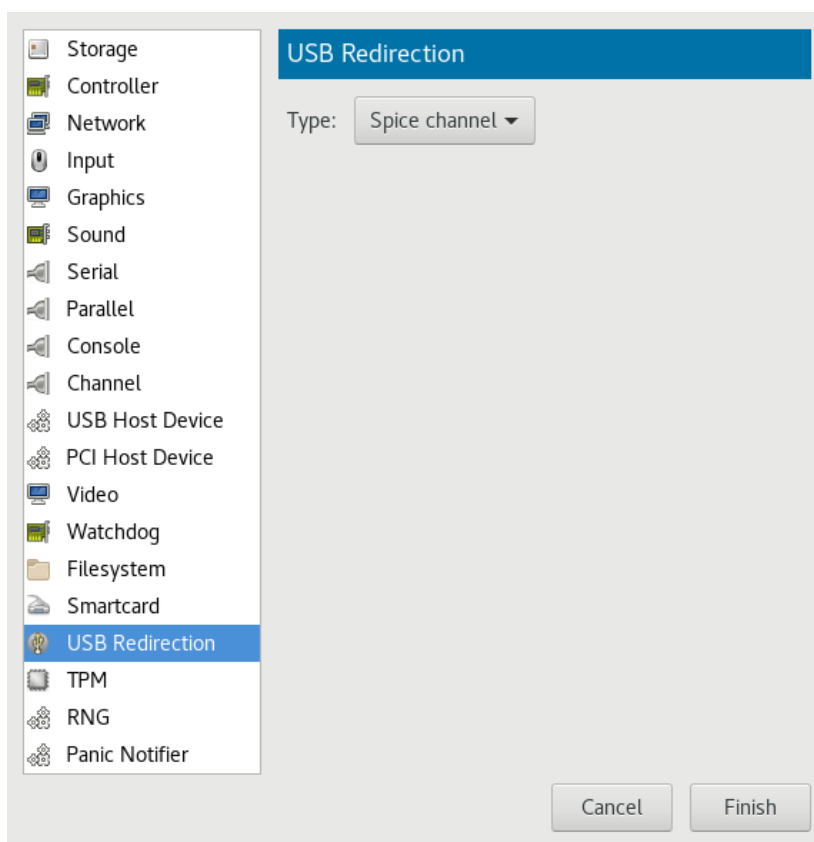 Storage
Controller
Network
Input
Graphics
Sound
Serial
Parallel
Console
Channel
USB Host Device
PCI Host Device
Video
Watchdog
Filesystem
Smartcard
USB Redirection
TPM
RNG
Panic Notifier
USB Redirection
Type: Spice channel
Cancel Finish